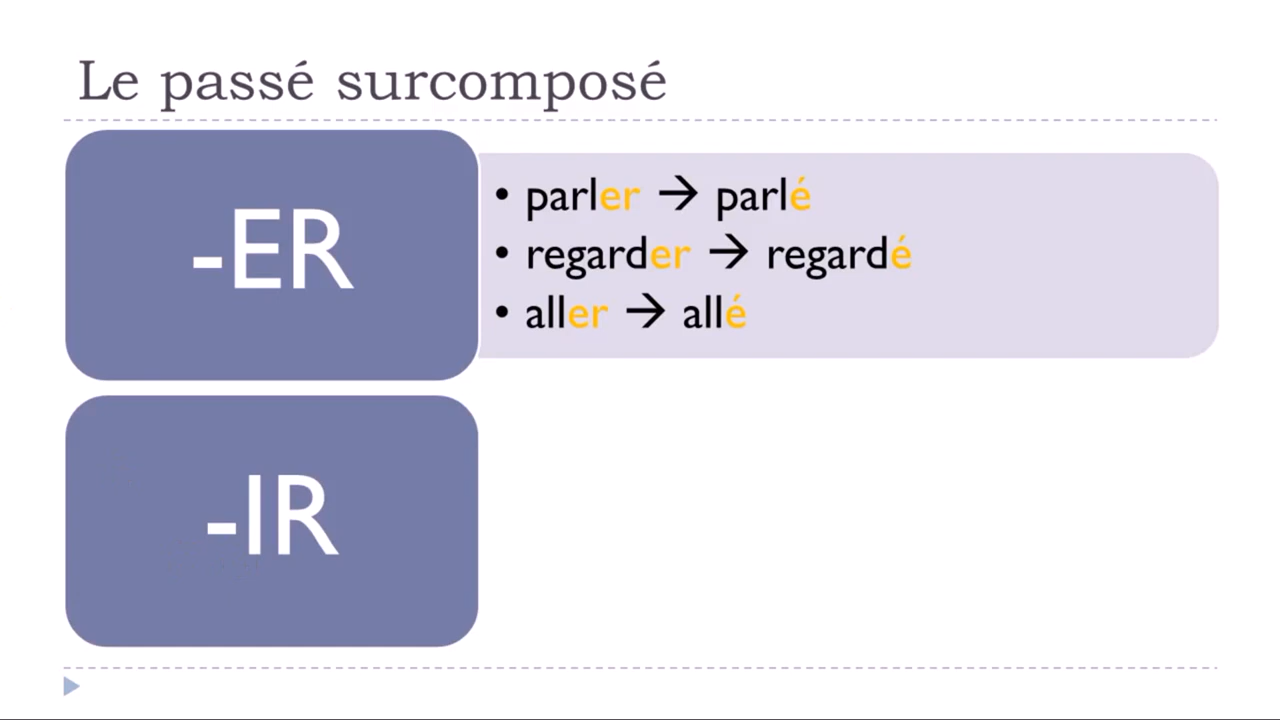 Le passé surcomposé
-ER
• parler → parlé
• regarder → regardé
• aller → allé
-IR